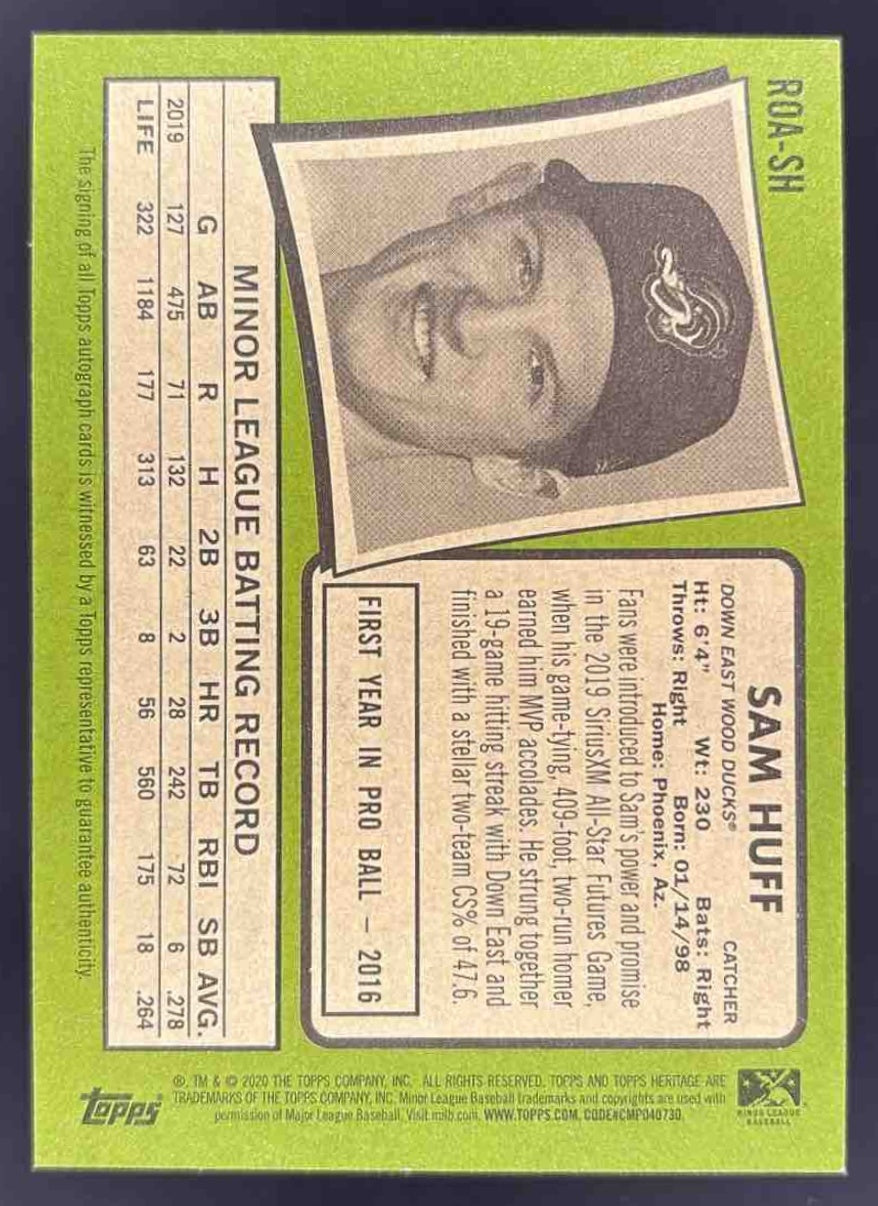 ROA-SH
SAM HUFF
DOWN EAST WOOD DUCKS® CATCHER
Ht: 6'4" Wt: 230 Bats: Right
Throws: Right Born: 01/14/98
Home: Phoenix, Az.
Fans were introduced to Sam's power and promise
in the 2019 SiriusXM All-Star Futures Game,
when his game-tying, 409-foot, two-run homer
earned him MVP accolades. He strung together
a 19-game hitting streak with Down East and
finished with a stellar two-team CS% of 47.6.
FIRST YEAR IN PRO BALL – 2016
MINOR LEAGUE BATTING RECORD
G AB R H 2B 3B HR TB RBI SB AVG.
2019 127 475 71 132 22 2 28 242 72 6 .278
LIFE 322 1184 177 313 63 8 56 560 175 18 .264
The signing of all Topps autograph cards is witnessed by a Topps representative to guarantee authenticity.
MINOR LEAGUE
BASEBALL
®, TM & © 2020 THE TOPPS COMPANY, INC. ALL RIGHTS RESERVED. TOPPS AND TOPPS HERITAGE ARE
TRADEMARKS OF THE TOPPS COMPANY, INC. Minor League Baseball trademarks and copyrights are used with
permission of Major League Baseball. Visit milb.com. WWW.TOPPS.COM. CODE#CMP040730
topps